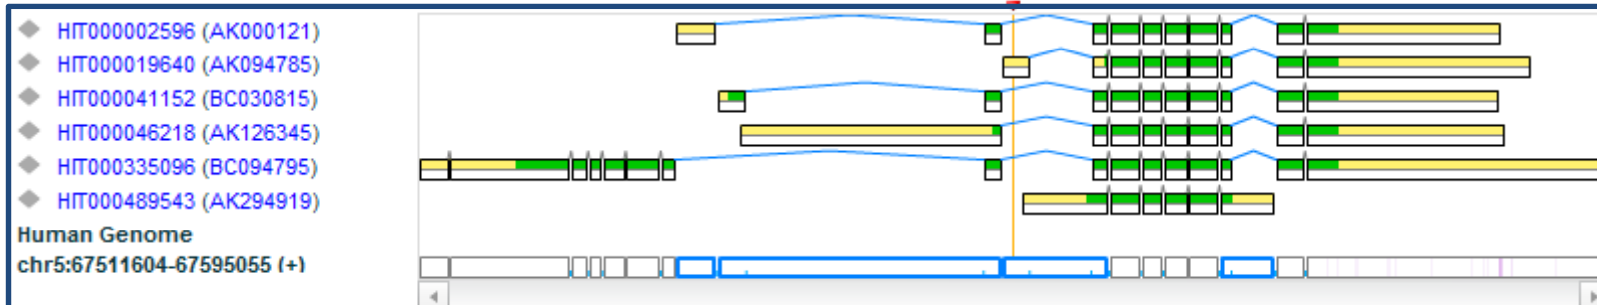 HIT000002596 (AK000121)
HIT000019640 (AK094785)
HIT000041152 (BC030815)
HIT000046218 (AK126345)
HIT000335096 (BC094795)
HIT000489543 (AK294919)
Human Genome
chr5:67511604-67595055 (+)